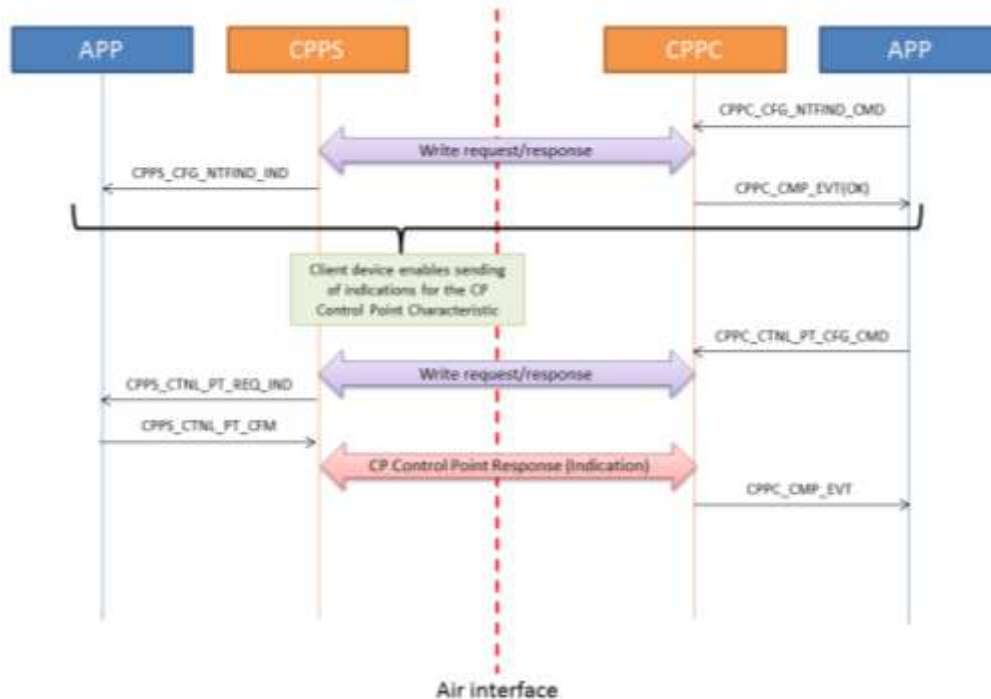 APP
CPPS
CPPC
APP
CPPC_CFG_NTFIND_CMD
Write request/response
CPPS_CFG_NTFIND_IND
CPPC_CMP_EVT(OK)
Client device enables sending
of indications for the CP
Control Point Characteristic
CPPC_CTNL_PT_CFG_CMD
Write request/response
CPPS_CTNL_PT_REQ_IND
CPPS_CTNL_PT_CFM
CP Control Point Response (Indication)
CPPC_CMP_EVT
Air interface